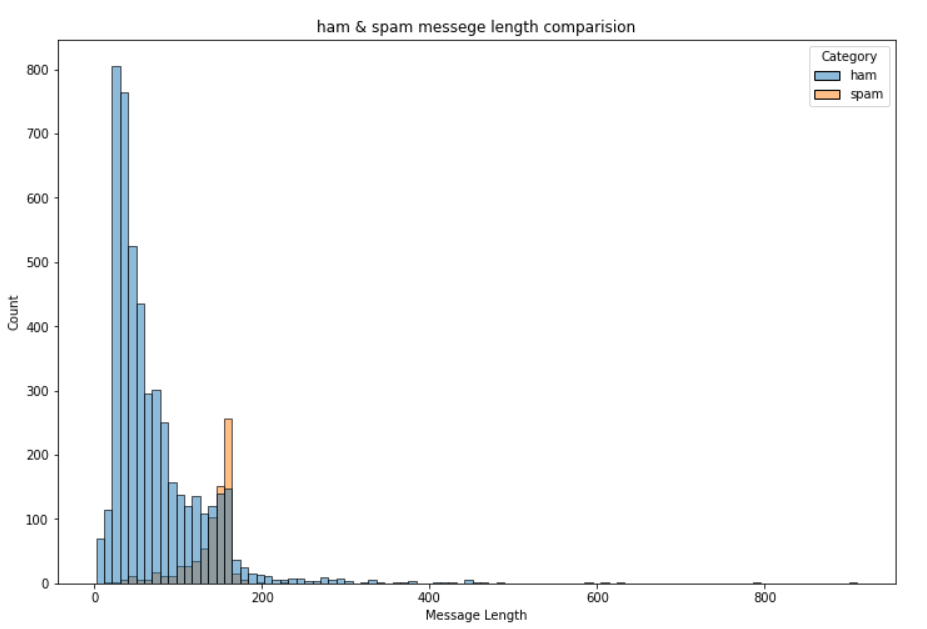 ham & spam messege length comparision
Category
ham
spam
800
700
600
500
400
300
200
100
0
Count
0 200 400 600 800
Message Length